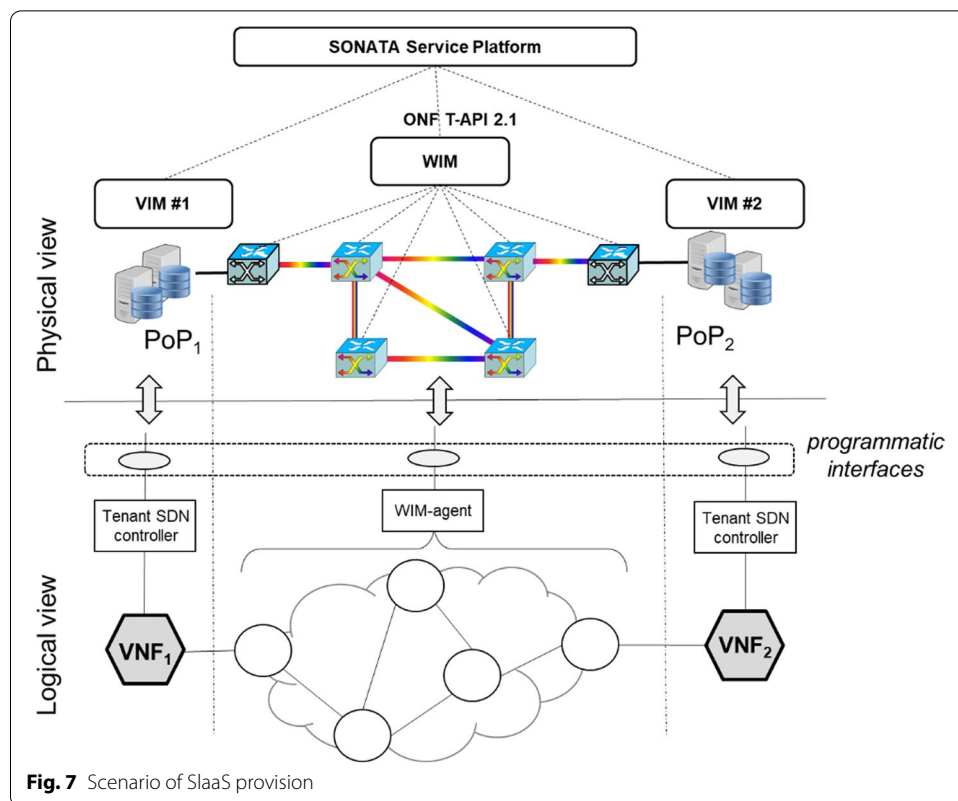 SONATA Service Platform
ONF T-API 2.1
WIM
VIM #1
VIM #2
Physical view
PoP₁
PoP₂
programmatic
interfaces
Tenant SDN
controller
WIM-agent
Tenant SDN
controller
Logical view
VNF₁
VNF₂
Fig. 7 Scenario of SlaaS provision